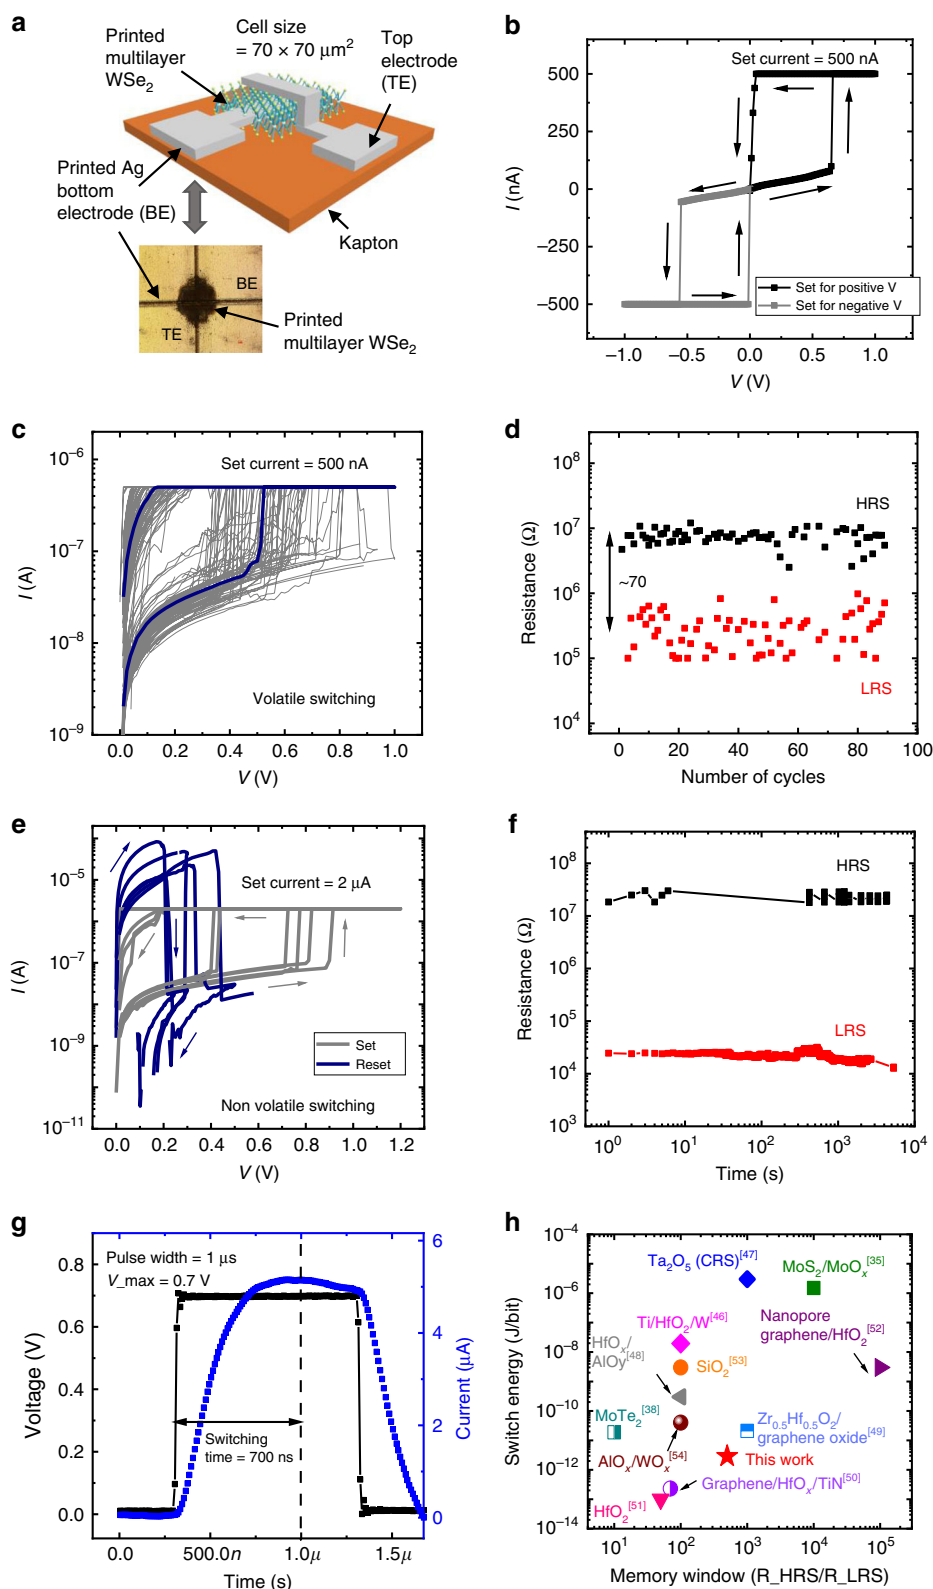 a
Printed
multilayer
WSe2
Cell size
= 70 × 70 μm2
Top
electrode
(TE)
Printed Ag
bottom
electrode (BE)
Kapton
BE
TE
Printed
multilayer WSe2
b
Set current = 500 nA
500
250
0
−250
−500
I (nA)
Set for positive V
Set for negative V
−1.0
−0.5
0.0
0.5
1.0
V (V)
c
Set current = 500 nA
10−6
10−7
10−8
10−9
I (A)
Volatile switching
0.0
0.2
0.4
0.6
0.8
1.0
V (V)
d
108
107
106
105
104
Resistance (Ω)
HRS
~70
LRS
0
20
40
60
80
100
Number of cycles
e
Set current = 2 μA
10−5
10−7
10−9
10−11
I (A)
Set
Reset
Non volatile switching
0.0
0.2
0.4
0.6
0.8
1.0
1.2
V (V)
f
108
107
106
105
104
103
Resistance (Ω)
HRS
LRS
100
101
102
103
104
Time (s)
g
Pulse width = 1 μs
V_max = 0.7 V
0.8
0.6
0.4
0.2
0.0
Voltage (V)
Switching
time = 700 ns
6
4
2
0
Current (μA)
0.0
500.0n
1.0μ
1.5μ
Time (s)
h
10−4
10−6
10−8
10−10
10−12
10−14
Switch energy (J/bit)
Ta2O5 (CRS)[47]
MoS2/MoOx[35]
Ti/HfO2/W[46]
Nanopore
graphene/HfO2[52]
HfOx/
AlOy[48]
SiO2[53]
MoTe2[38]
Zr0.5Hf0.5O2/
graphene oxide[49]
AlOx/WOx[54]
This work
Graphene/HfOx/TiN[50]
HfO2[51]
101
102
103
104
105
Memory window (R_HRS/R_LRS)